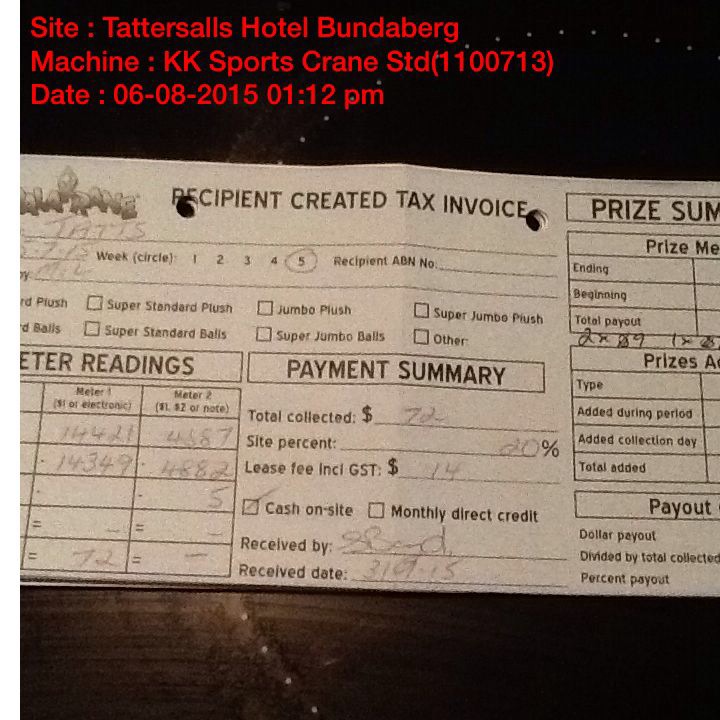 Site : Tattersalls Hotel Bundaberg
Machine : KK Sports Crane Std(1100713)
Date : 06-08-2015 01:12 pm
RECIPIENT CREATED TAX INVOICE
PRIZE SUM
TATTS
Week (circle): 1 2 3 4 5 Recipient ABN No:
Prize Me
Ending
Beginning
Total payout
rd Plush Super Standard Plush Jumbo Plush Super Jumbo Plush
d Balls Super Standard Balls Super Jumbo Balls Other
2x $9 1x
ETER READINGS
PAYMENT SUMMARY
Prizes Ad
Meter 1 Meter 2
($1 or electronic) ($1, $2 or note)
Type
Total collected: $ 72
Added during period
14421 4887
Site percent: 20%
Added collection day
14349 4882
Lease fee incl GST: $ 14
Total added
5
Cash on-site Monthly direct credit
Payout
= - = -
Received by:
Dollar payout
= 72 = -
Received date:
Divided by total collected
Percent payout